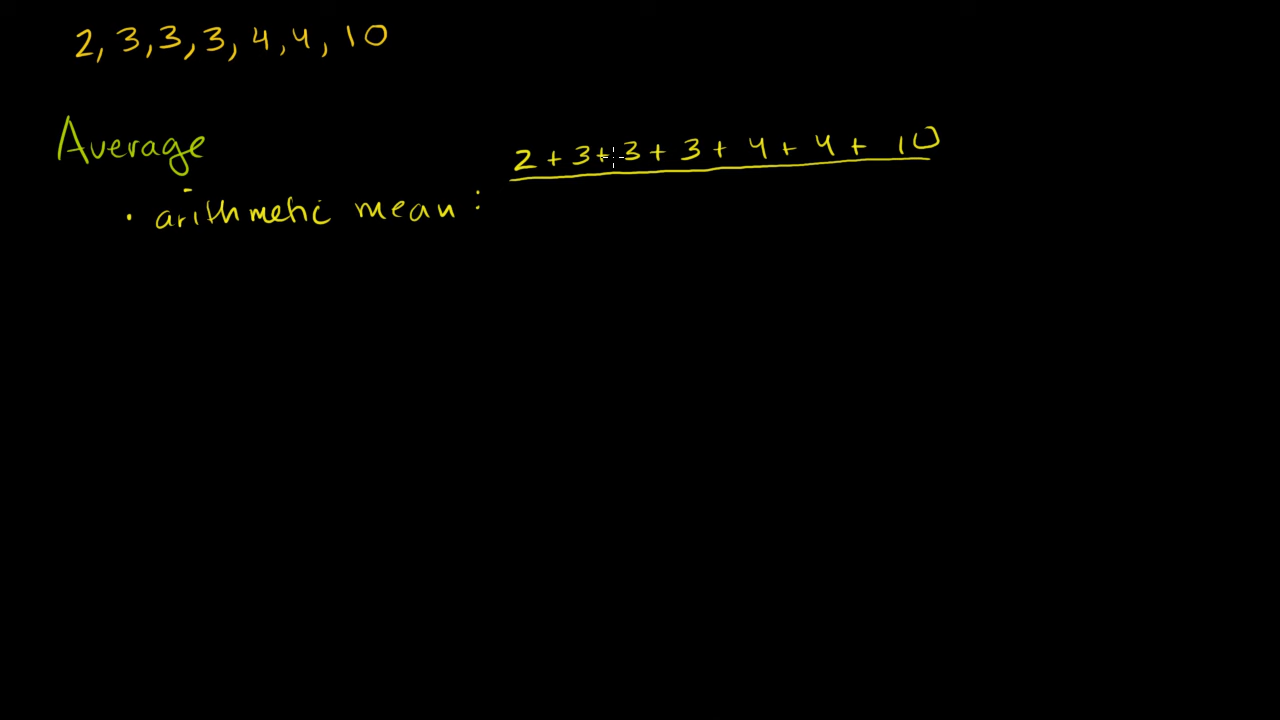 2, 3, 3, 3, 4, 4, 10
Average
2 + 3 + 3 + 3 + 4 + 4 + 10
• arithmetic mean :